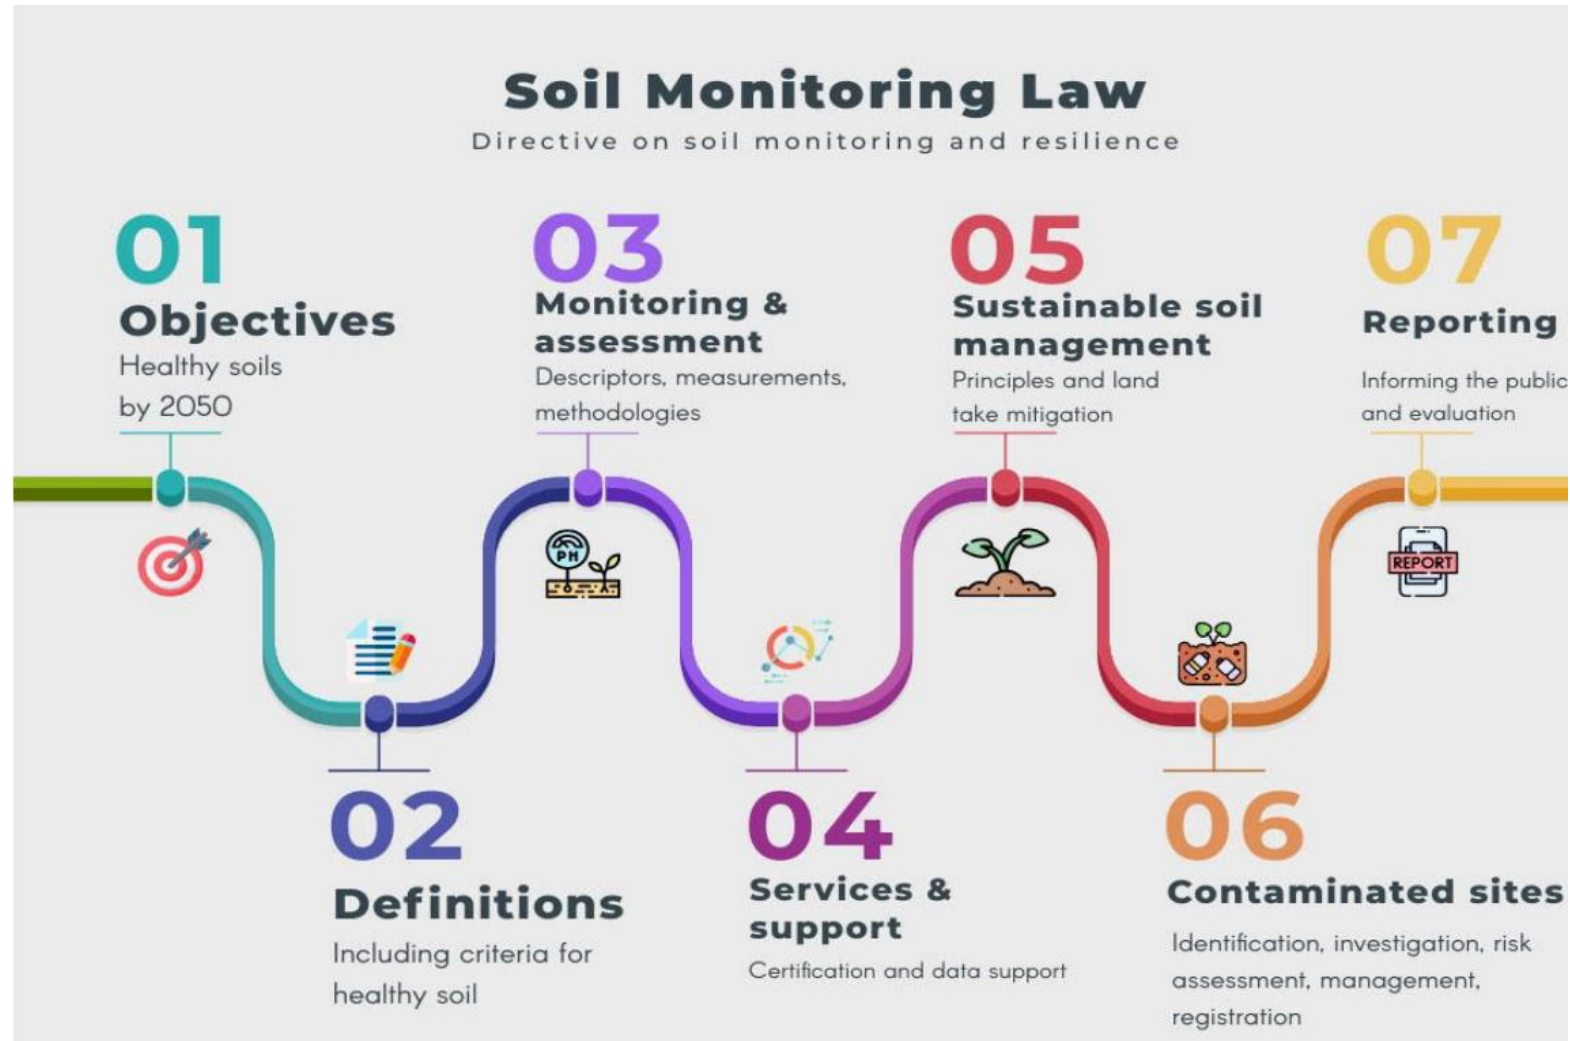 Soil Monitoring Law
Directive on soil monitoring and resilience
01
Objectives
Healthy soils
by 2050
02
Definitions
Including criteria for
healthy soil
03
Monitoring &
assessment
Descriptors, measurements,
methodologies
PH
04
Services &
support
Certification and data support
05
Sustainable soil
management
Principles and land
take mitigation
06
Contaminated sites
Identification, investigation, risk
assessment, management,
registration
07
Reporting
Informing the public
and evaluation
REPORT